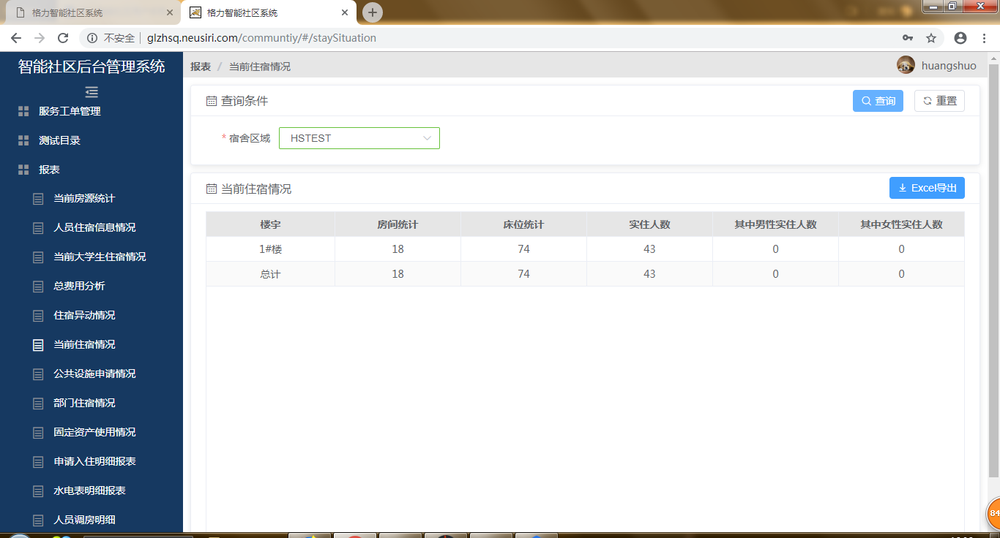 格力智能社区系统
格力智能社区系统
不安全 glzhsq.neusiri.com/communtiy/#/staySituation
智能社区后台管理系统
服务工单管理
测试目录
报表
当前房源统计
人员住宿信息情况
当前大学生住宿情况
总费用分析
住宿异动情况
当前住宿情况
公共设施申请情况
部门住宿情况
固定资产使用情况
申请入住明细报表
水电表明细报表
人员调房明细
报表 / 当前住宿情况
huangshuo
查询条件
查询 重置
* 宿舍区域 HSTEST
当前住宿情况
Excel导出
楼宇 房间统计 床位统计 实住人数 其中男性实住人数 其中女性实住人数
1#楼 18 74 43 0 0
总计 18 74 43 0 0
84